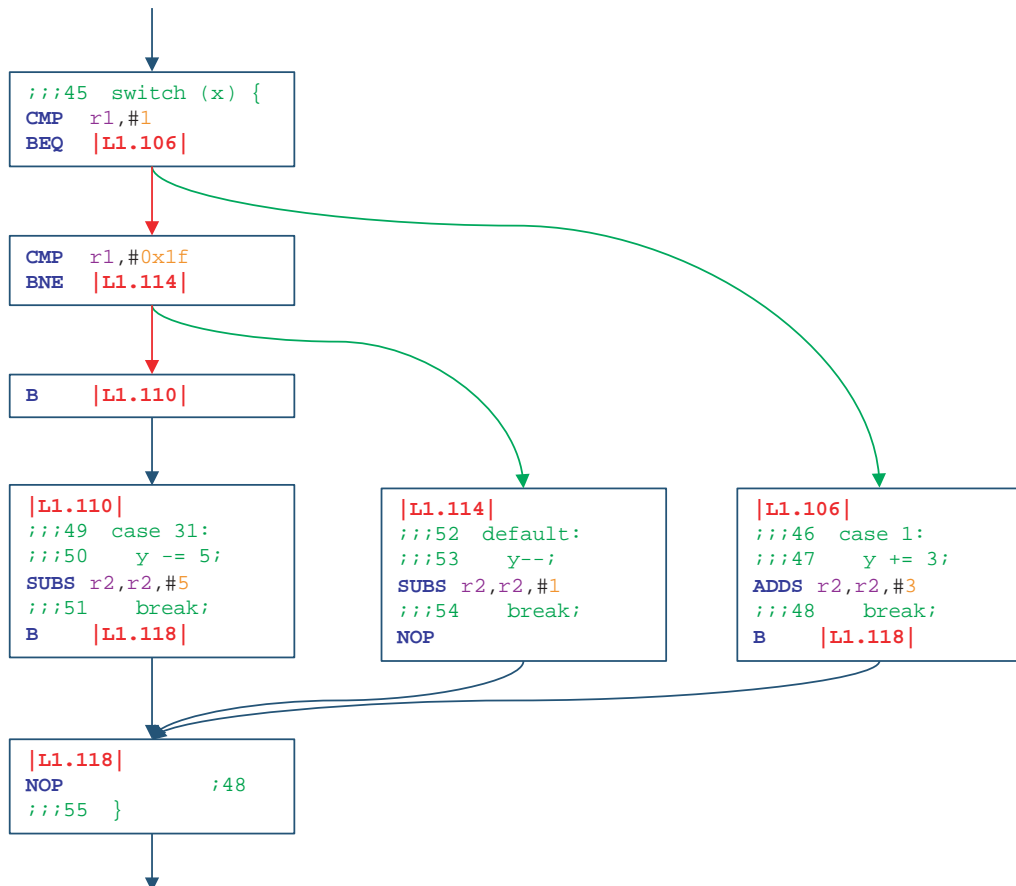 ;;;45  switch (x) {
CMP  r1,#1
BEQ  |L1.106|
CMP  r1,#0x1f
BNE  |L1.114|
B    |L1.110|
|L1.110|
;;;49  case 31:
;;;50    y -= 5;
SUBS r2,r2,#5
;;;51    break;
B    |L1.118|
|L1.114|
;;;52  default:
;;;53    y--;
SUBS r2,r2,#1
;;;54    break;
NOP
|L1.106|
;;;46  case 1:
;;;47    y += 3;
ADDS r2,r2,#3
;;;48    break;
B    |L1.118|
|L1.118|
NOP            ;48
;;;55  }